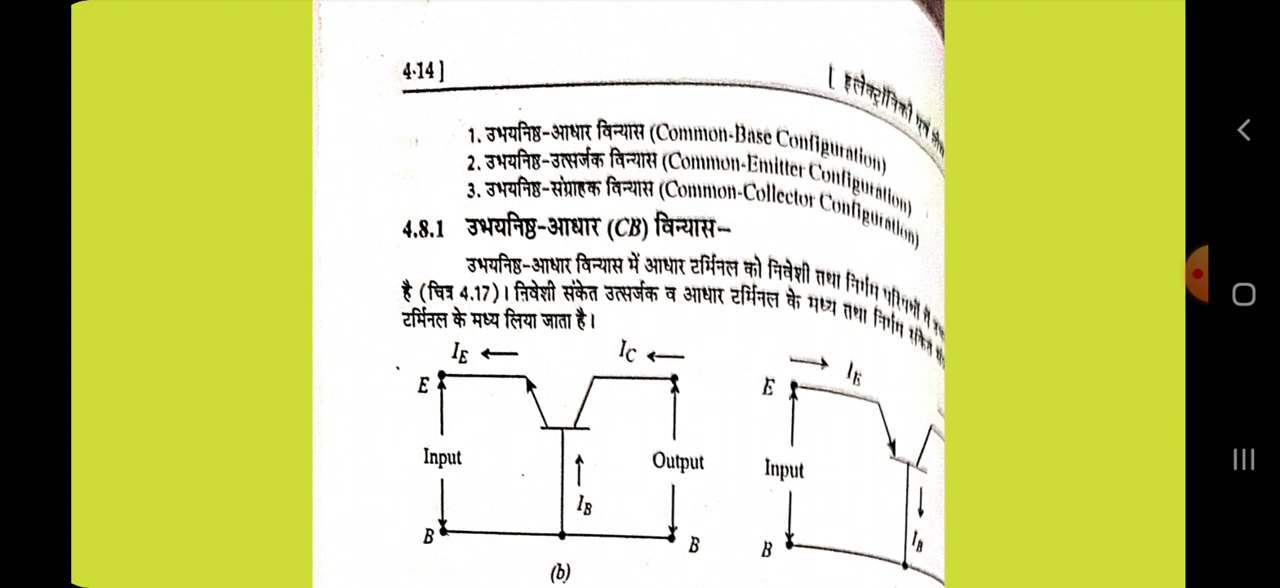 4·14]
[ इलेक्ट्रॉनिकी एवं
1. उभयनिष्ठ-आधार विन्यास (Common-Base Configuration)
2. उभयनिष्ठ-उत्सर्जक विन्यास (Common-Emitter Configuration)
3. उभयनिष्ठ-संग्राहक विन्यास (Common-Collector Configuration)
4.8.1 उभयनिष्ठ-आधार (CB) विन्यास–
उभयनिष्ठ-आधार विन्यास में आधार टर्मिनल को निवेशी तथा निर्गम परिपथों में
है (चित्र 4.17)। निवेशी संकेत उत्सर्जक व आधार टर्मिनल के मध्य तथा निर्गम संकेत
टर्मिनल के मध्य लिया जाता है।
I_E I_C I_E
E E
Input Output Input
I_B I_B
B B B
(b)